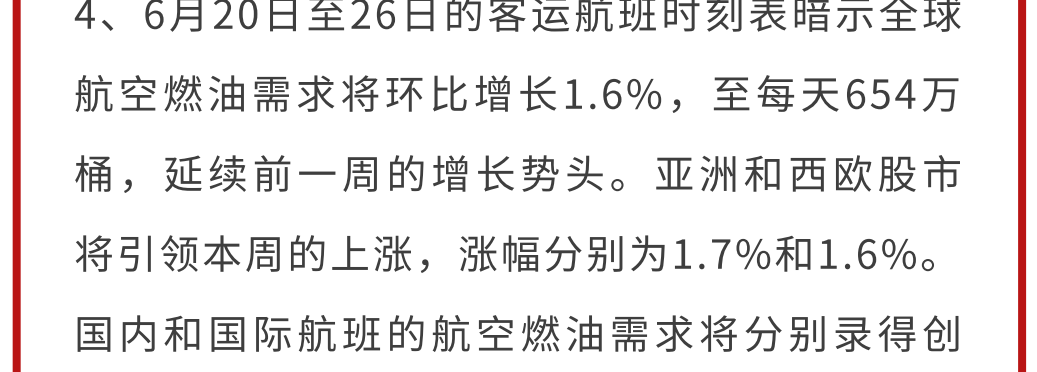 4、6月20日至26日的客运航班时刻表暗示全球
航空燃油需求将环比增长1.6%，至每天654万
桶，延续前一周的增长势头。亚洲和西欧股市
将引领本周的上涨，涨幅分别为1.7%和1.6%。
国内和国际航班的航空燃油需求将分别录得创